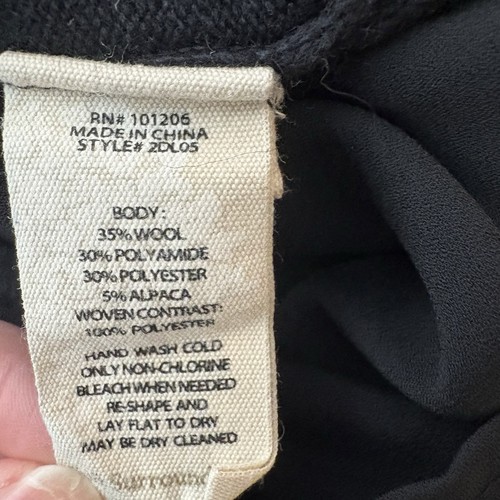 RN# 101206
MADE IN CHINA
STYLE# 2DL05
BODY:
35% WOOL
30% POLYAMIDE
30% POLYESTER
5% ALPACA
WOVEN CONTRAST:
100% POLYESTER
HAND WASH COLD
ONLY NON-CHLORINE
BLEACH WHEN NEEDED
RE-SHAPE AND
LAY FLAT TO DRY
MAY BE DRY CLEANED
Surround